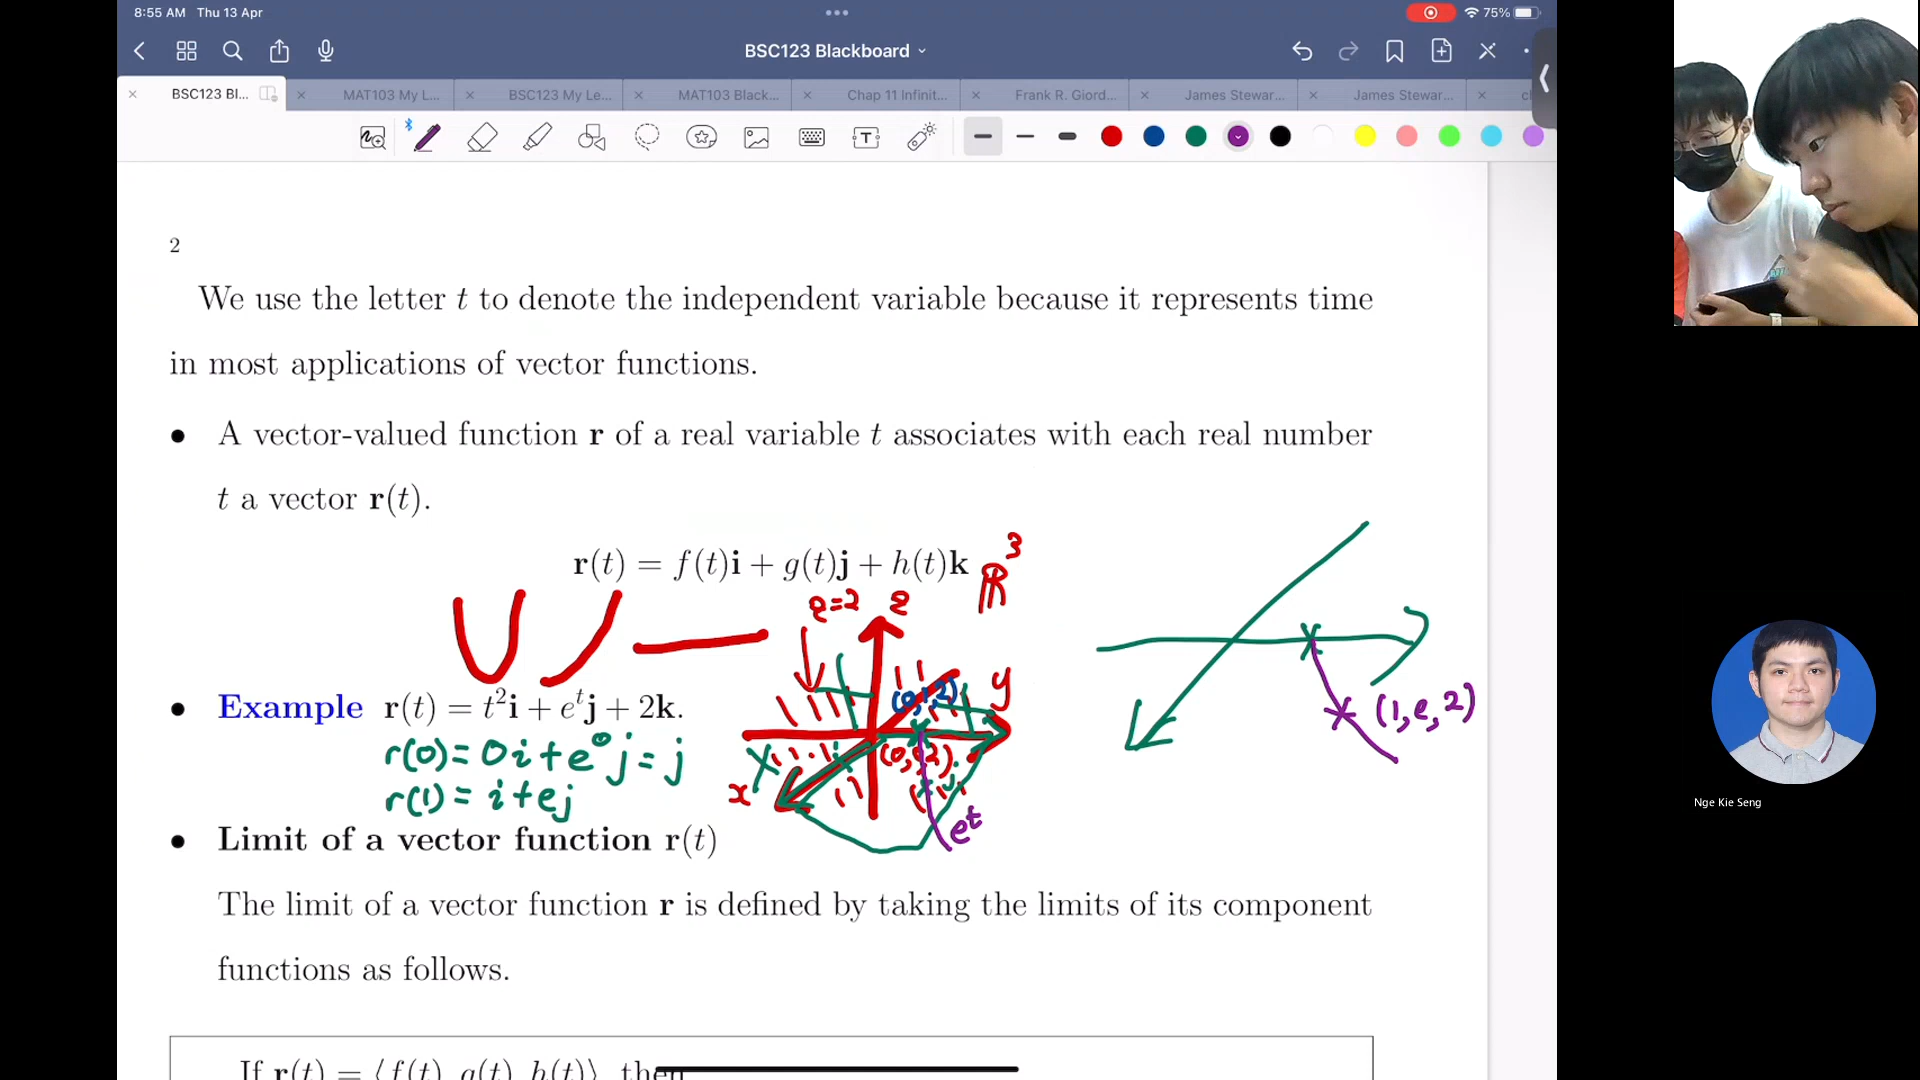 8:55 AM Thu 13 Apr
75%
BSC123 Blackboard
BSC123 Bl...
MAT103 My L...
BSC123 My Le...
MAT103 Black...
Chap 11 Infinit...
Frank R. Giord...
James Stewar...
James Stewar...
2
We use the letter t to denote the independent variable because it represents time
in most applications of vector functions.
• A vector-valued function r of a real variable t associates with each real number
t a vector r(t).
r(t) = f(t)i + g(t)j + h(t)k
ℝ³
z=2 z
• Example r(t) = t²i + eᵗj + 2k.
y
(1, e, 2)
r(0) = 0i + e⁰j = j
x
r(1) = i + ej
eᵗ
• Limit of a vector function r(t)
The limit of a vector function r is defined by taking the limits of its component
functions as follows.
If r(t) = ⟨f(t), g(t), h(t)⟩, then
Nge Kie Seng